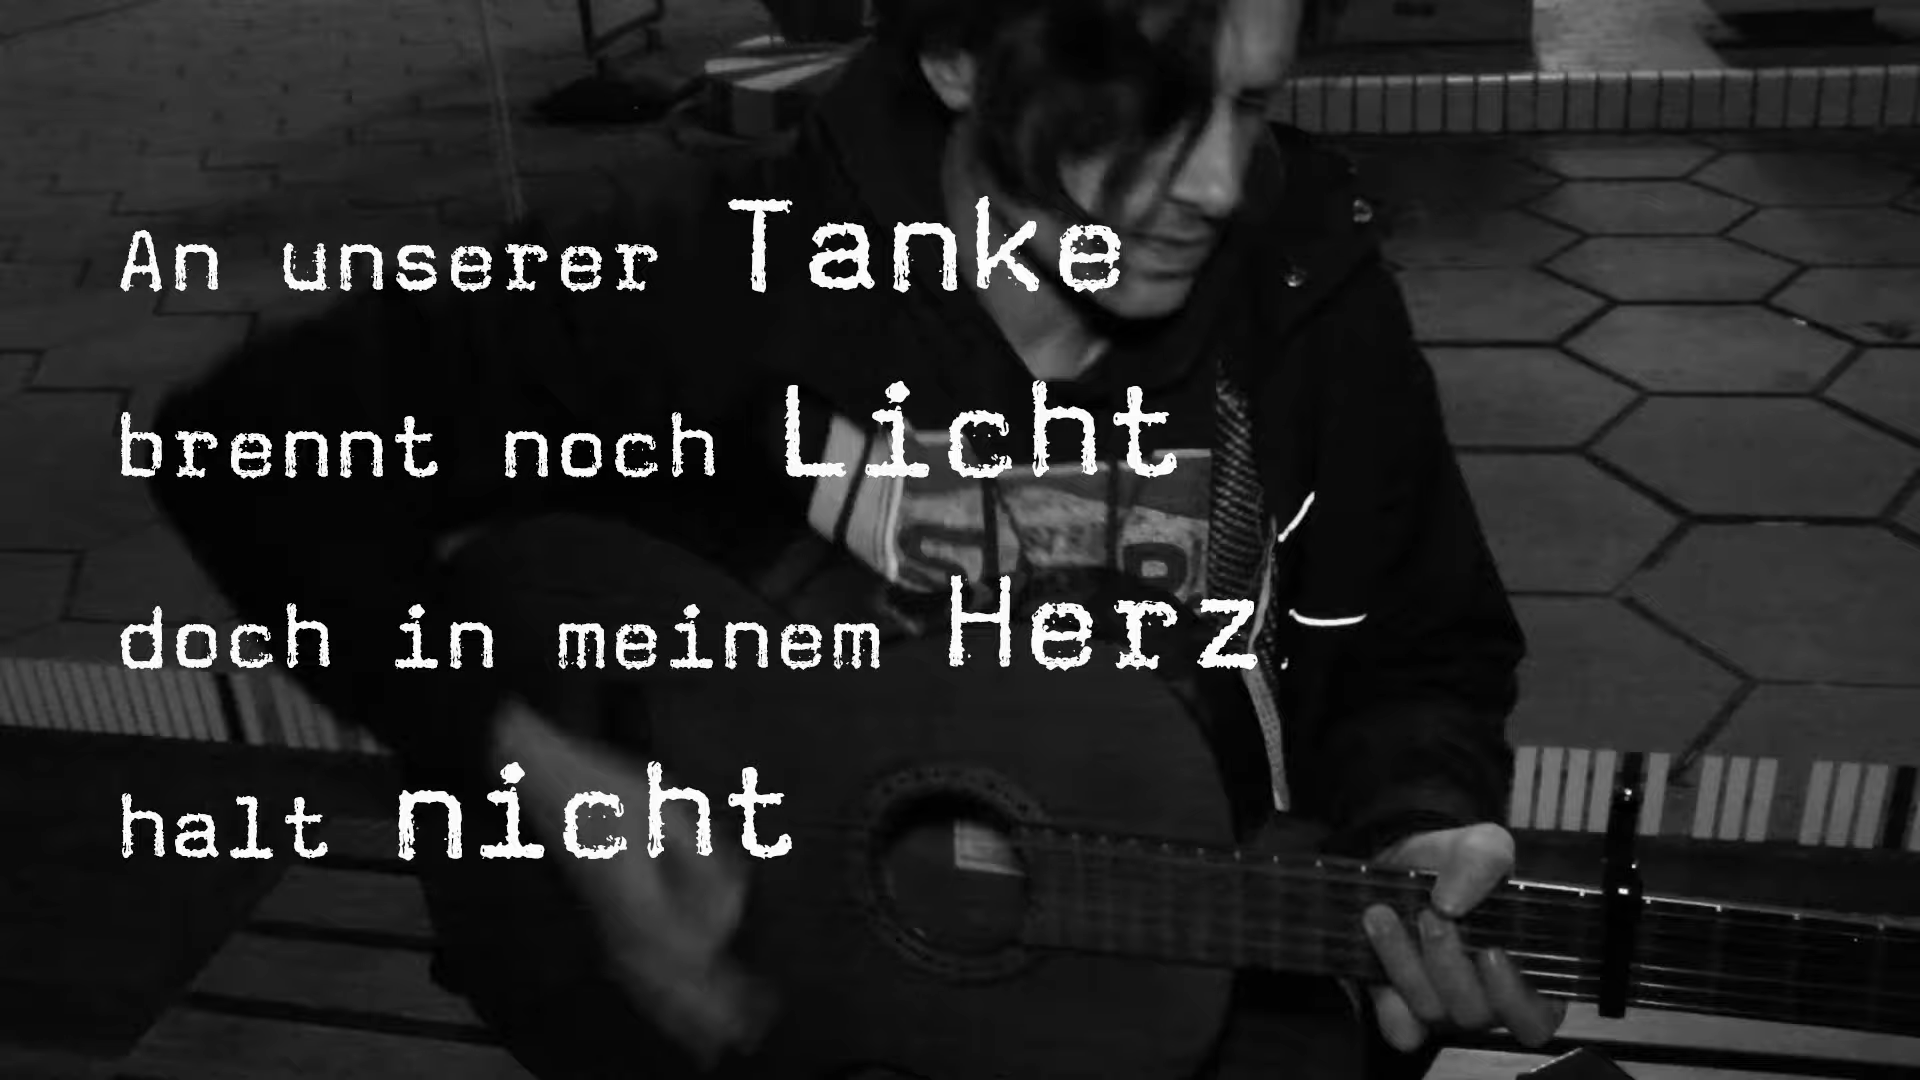 An unserer Tanke
brennt noch Licht
doch in meinem Herz
halt nicht